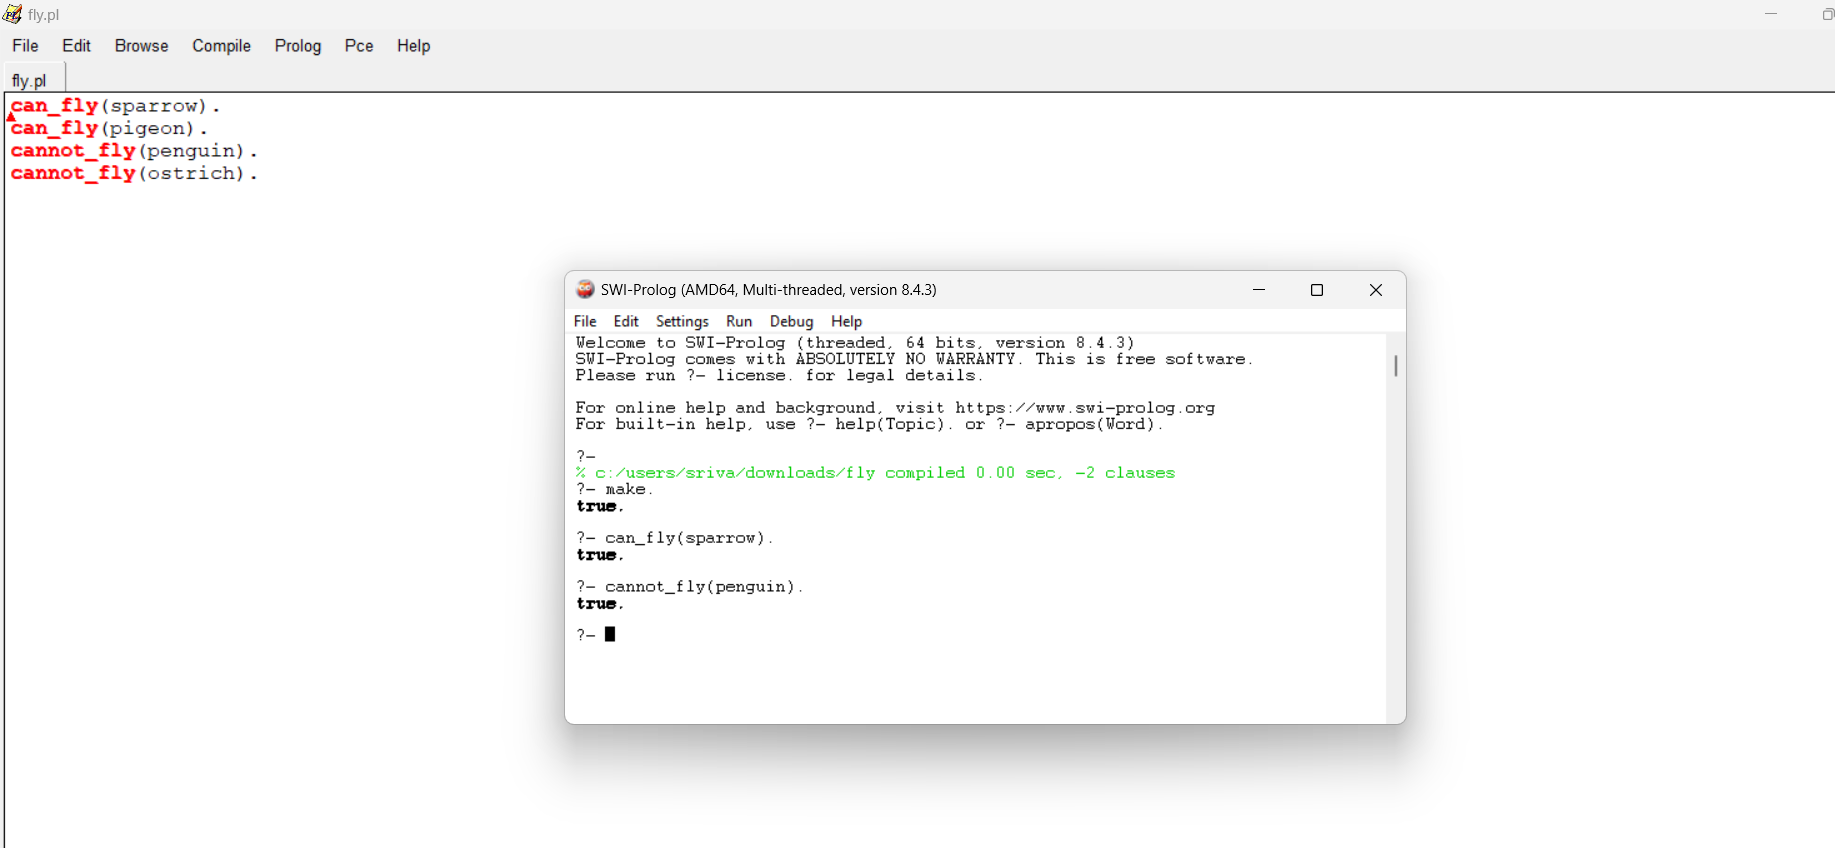 fly.pl
File Edit Browse Compile Prolog Pce Help
fly.pl
can_fly(sparrow).
can_fly(pigeon).
cannot_fly(penguin).
cannot_fly(ostrich).
SWI-Prolog (AMD64, Multi-threaded, version 8.4.3)
File Edit Settings Run Debug Help
Welcome to SWI-Prolog (threaded, 64 bits, version 8.4.3)
SWI-Prolog comes with ABSOLUTELY NO WARRANTY. This is free software.
Please run ?- license. for legal details.
For online help and background, visit https://www.swi-prolog.org
For built-in help, use ?- help(Topic). or ?- apropos(Word).
?-
% c:/users/sriva/downloads/fly compiled 0.00 sec, -2 clauses
?- make.
true.
?- can_fly(sparrow).
true.
?- cannot_fly(penguin).
true.
?-